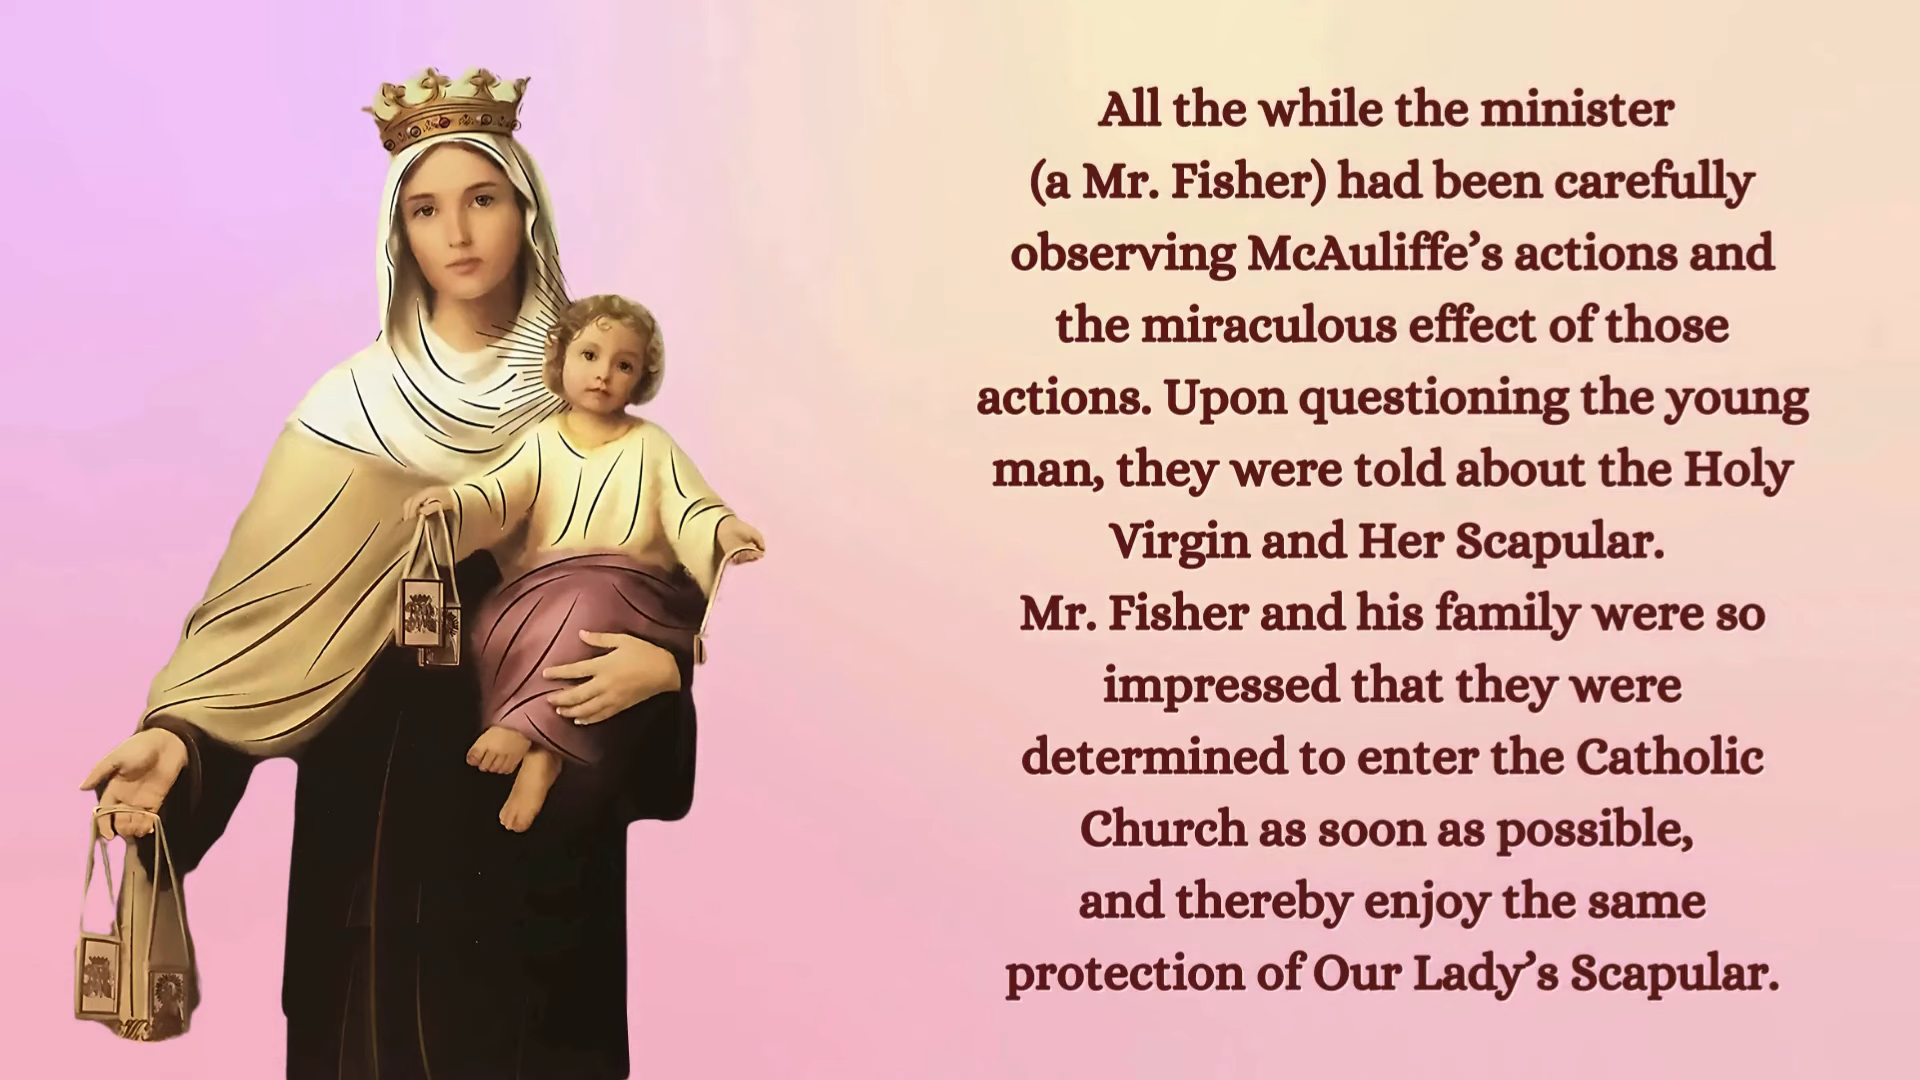 All the while the minister
(a Mr. Fisher) had been carefully
observing McAuliffe’s actions and
the miraculous effect of those
actions. Upon questioning the young
man, they were told about the Holy
Virgin and Her Scapular.
Mr. Fisher and his family were so
impressed that they were
determined to enter the Catholic
Church as soon as possible,
and thereby enjoy the same
protection of Our Lady’s Scapular.